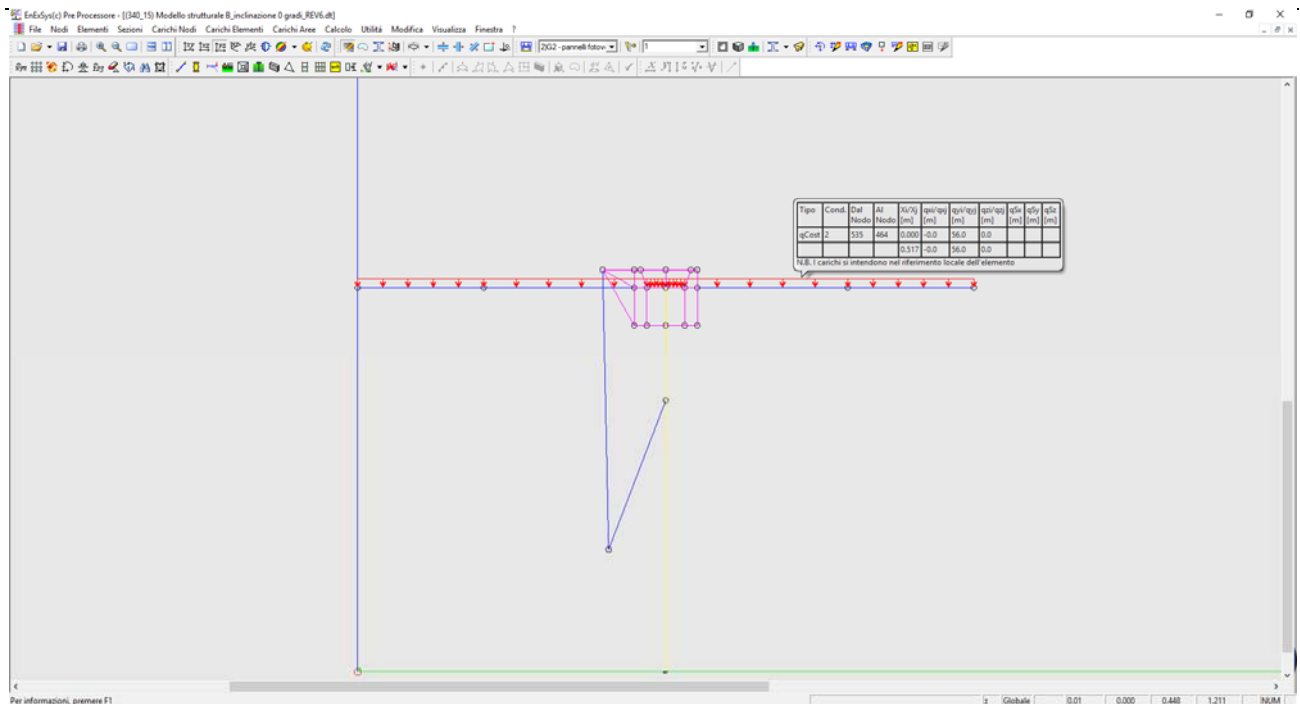 EnExSys(c) Pre Processore - [(340_15) Modello strutturale B_inclinazione 0 gradi_REV6.dt]
File Nodi Elementi Sezioni Carichi Nodi Carichi Elementi Carichi Aree Calcolo Utilità Modifica Visualizza Finestra ?
2)G2 - pannelli fotov 1
Tipo Cond. Dal Nodo Al Nodo Xi/Xj [m] qxi/qxj [m] qyi/qyj [m] qzi/qzj [m] qSx [m] qSy [m] qSz [m]
qCost 2 535 464 0.000 -0.0 56.0 0.0
0.517 -0.0 56.0 0.0
N.B. I carichi si intendono nel riferimento locale dell'elemento
Per informazioni, premere F1 z Globale 0.01 0.000 0.448 1.211 NUM